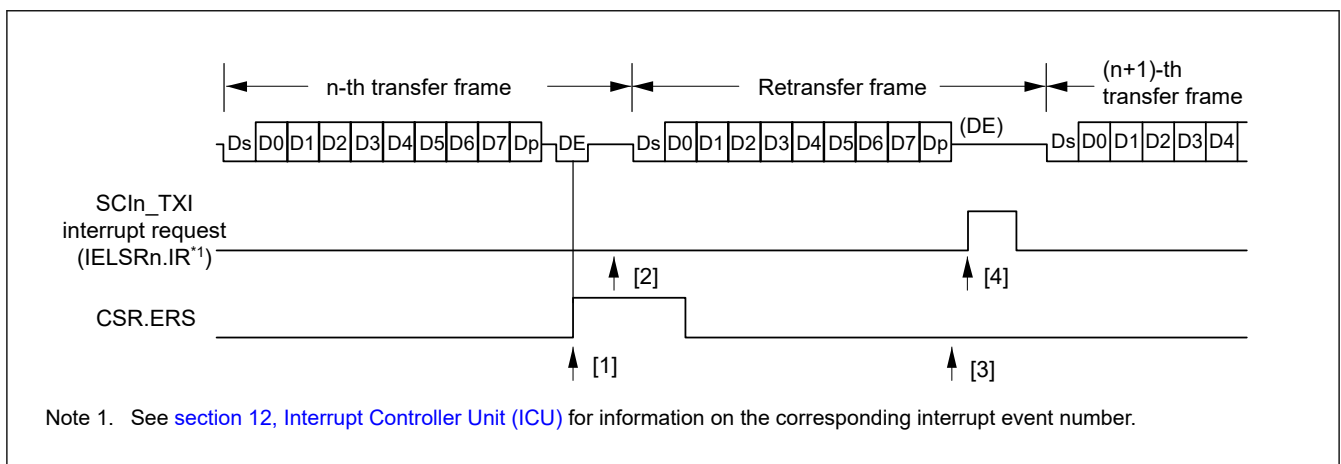 n-th transfer frame Retransfer frame (n+1)-th
transfer frame
Ds D0 D1 D2 D3 D4 D5 D6 D7 Dp DE Ds D0 D1 D2 D3 D4 D5 D6 D7 Dp (DE) Ds D0 D1 D2 D3 D4
SCIn_TXI
interrupt request
(IELSRn.IR*1)
[2] [4]
CSR.ERS
[1] [3]
Note 1. See section 12, Interrupt Controller Unit (ICU) for information on the corresponding interrupt event number.